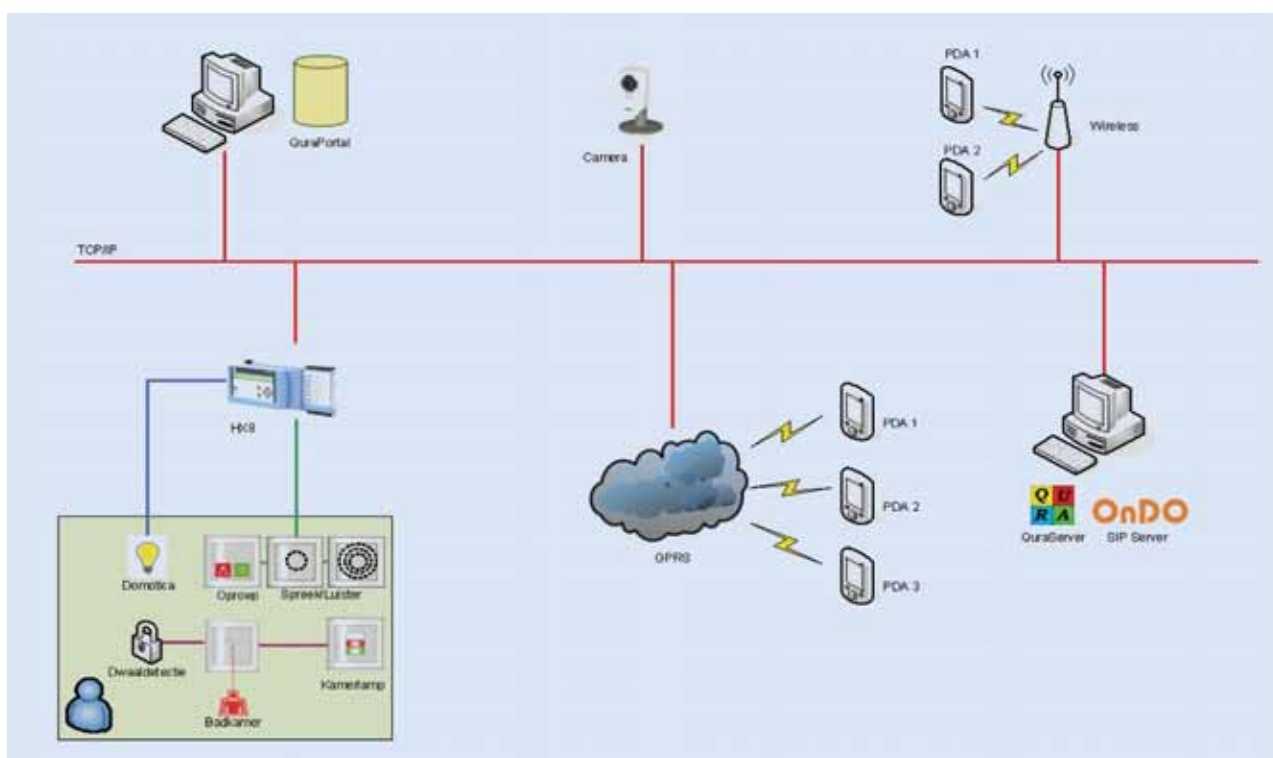 PDA 1
QuraPortal
Camera
Wireless
PDA 2
TCP/IP
HX8
PDA 1
PDA 2
PDA 3
GPRS
Q U
R A
OnDO
QuraServer
SIP Server
Domotica
A
Oproep
Spreek/Luister
Dwaaldetectie
Kamerlamp
Badkamer